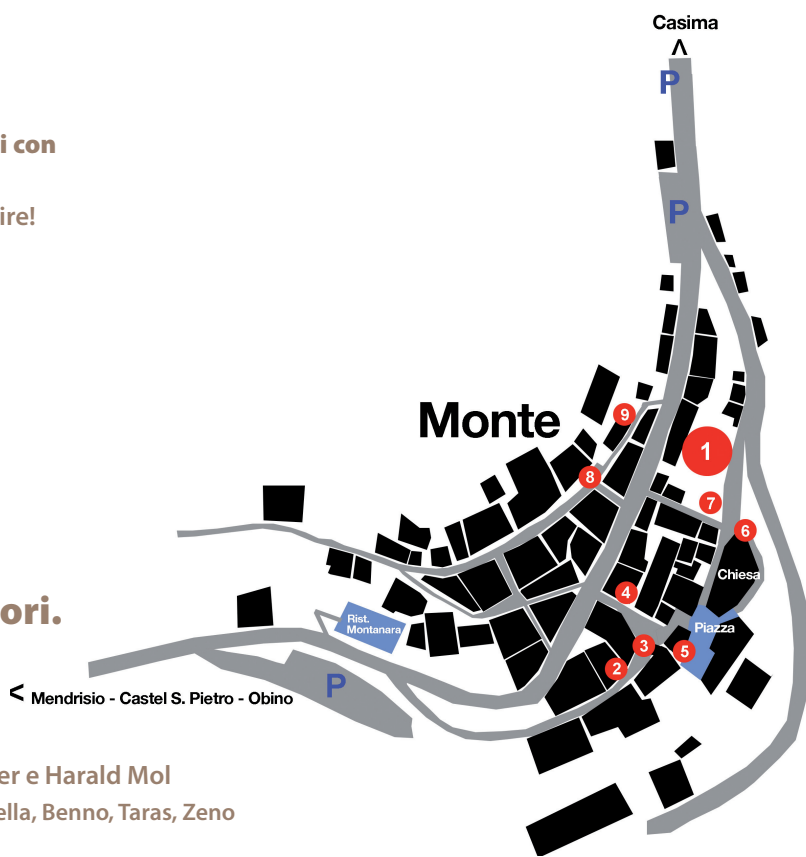 Casima
P
i con
P
ire!
Monte
9
1
8
7
6
Chiesa
4
ori.
Rist.
Montanara
Piazza
3
5
2
P
< Mendrisio - Castel S. Pietro - Obino
er e Harald Mol
ella, Benno, Taras, Zeno